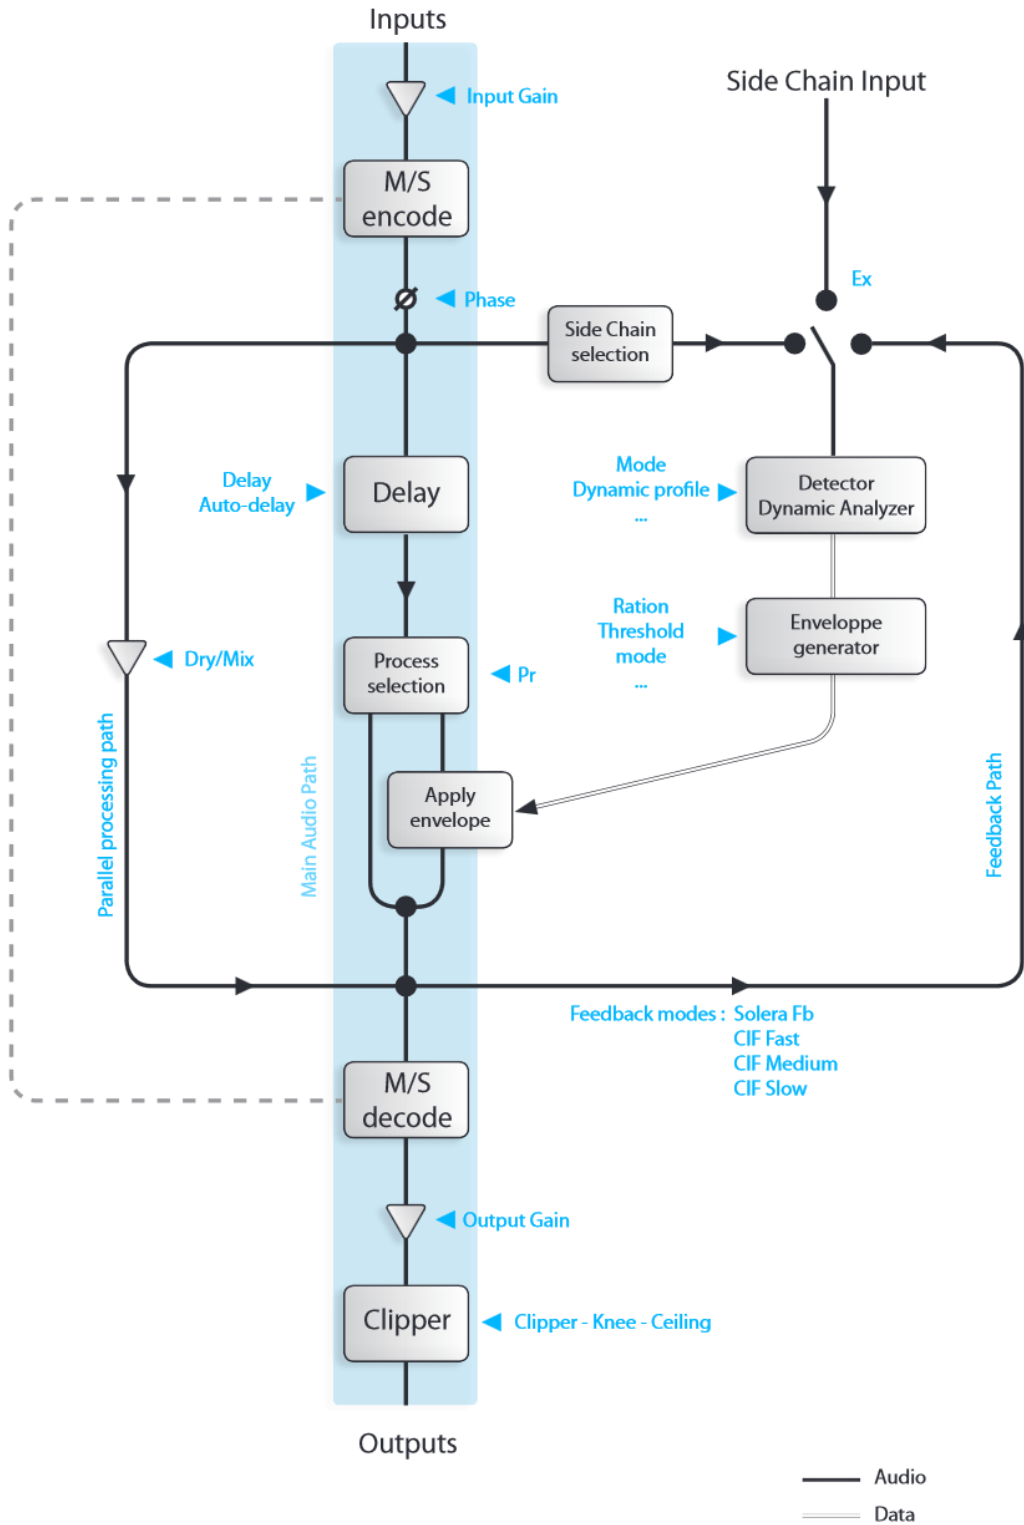 Inputs
Input Gain
Side Chain Input
M/S
encode
Ex
Phase
Side Chain
selection
Delay
Auto-delay
Delay
Mode
Dynamic profile
...
Detector
Dynamic Analyzer
Ration
Threshold
mode
...
Enveloppe
generator
Dry/Mix
Process
selection
Pr
Parallel processing path
Main Audio Path
Apply
envelope
Feedback Path
Feedback modes : Solera Fb
CIF Fast
CIF Medium
CIF Slow
M/S
decode
Output Gain
Clipper
Clipper - Knee - Ceiling
Outputs
Audio
Data